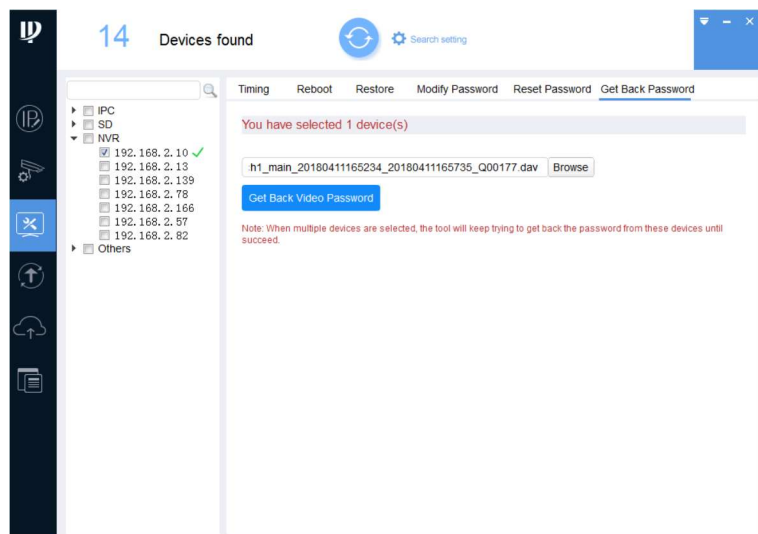 14 Devices found
Search setting
IPC
SD
NVR
192.168.2.10
192.168.2.13
192.168.2.139
192.168.2.78
192.168.2.166
192.168.2.57
192.168.2.82
Others
Timing Reboot Restore Modify Password Reset Password Get Back Password
You have selected 1 device(s)
:h1_main_20180411165234_20180411165735_Q00177.dav Browse
Get Back Video Password
Note: When multiple devices are selected, the tool will keep trying to get back the password from these devices until
succeed.